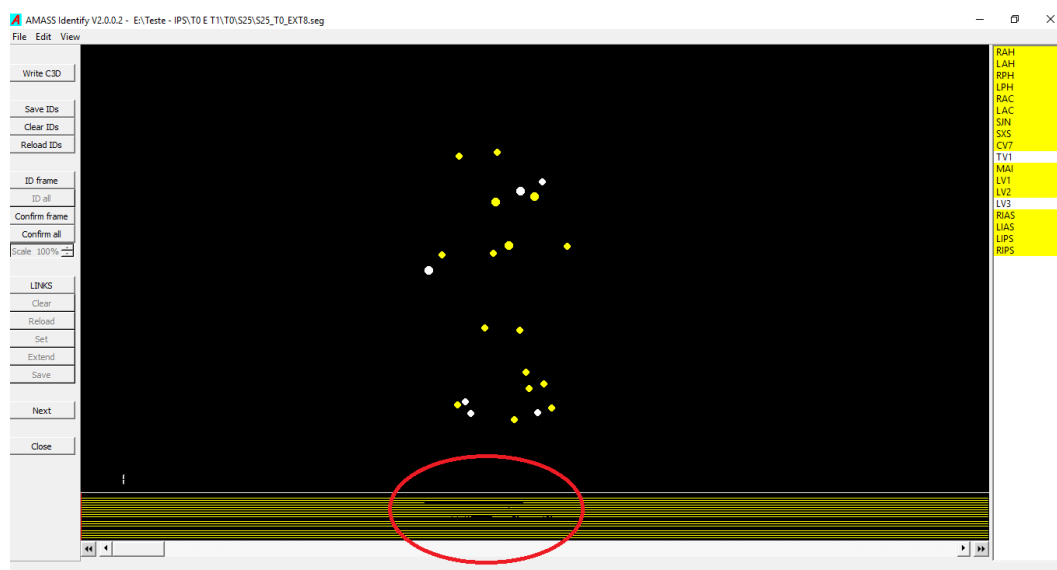 AMASS Identify V2.0.0.2 - E:\Teste - IPS\T0 E T1\T0\S25\S25_T0_EXT8.seg
File Edit View
Write C3D
Save IDs
Clear IDs
Reload IDs
ID frame
ID all
Confirm frame
Confirm all
Scale 100%
LINKS
Clear
Reload
Set
Extend
Save
Next
Close
RAH
LAH
RPH
LPH
RAC
LAC
SJN
SXS
CV7
TV1
MAI
LV1
LV2
LV3
RIAS
LIAS
LIPS
RIPS